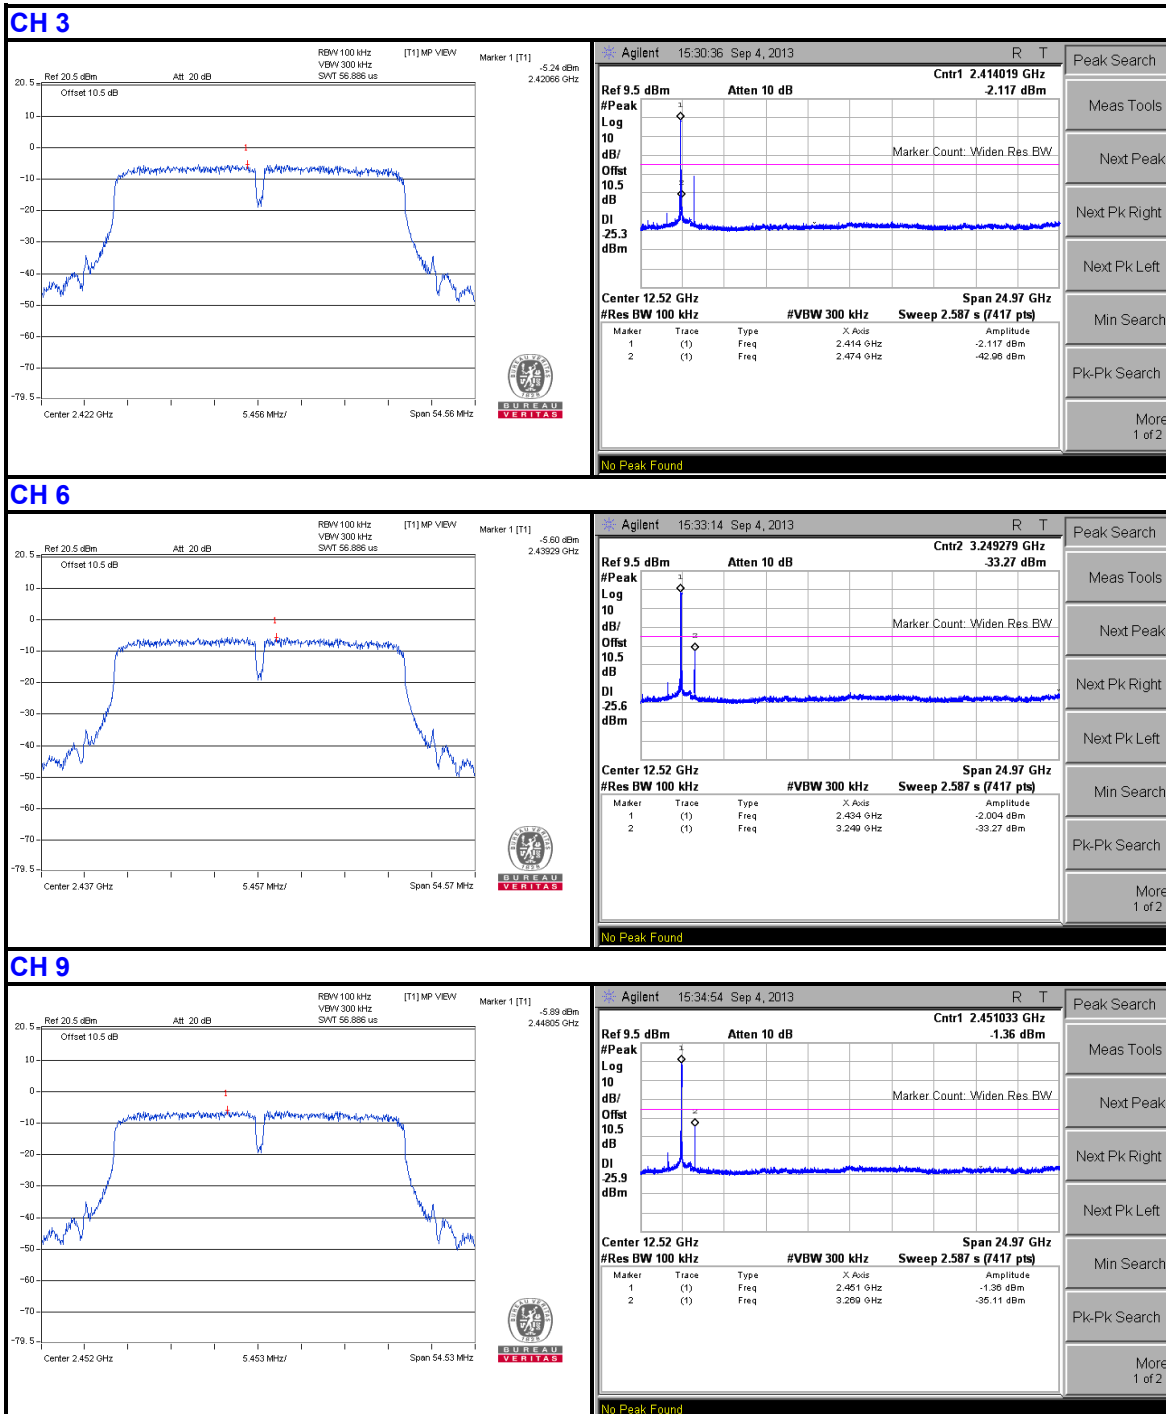 CH 3
RBW 100 kHz [T1] MP VIEW Marker 1 [T1]
VBW 300 kHz -5.24 dBm
Ref 20.5 dBm Att 20 dB SWT 56.886 us 2.42066 GHz
20.5
Offset 10.5 dB
10
0
1
-10
-20
-30
-40
-50
-60
-70
-79.5
Center 2.422 GHz 5.456 MHz/ Span 54.56 MHz
BUREAU VERITAS
1828
BUREAU
VERITAS
Agilent 15:30:36 Sep 4, 2013 R T
Cntr1 2.414019 GHz
Ref 9.5 dBm Atten 10 dB -2.117 dBm
#Peak
Log
10
dB/
Offst
10.5
dB
DI
-25.3
dBm
1
2
Marker Count: Widen Res BW
Center 12.52 GHz Span 24.97 GHz
#Res BW 100 kHz #VBW 300 kHz Sweep 2.587 s (7417 pts)
Marker Trace Type X Axis Amplitude
1 (1) Freq 2.414 GHz -2.117 dBm
2 (1) Freq 2.474 GHz -42.96 dBm
No Peak Found
Peak Search
Meas Tools
Next Peak
Next Pk Right
Next Pk Left
Min Search
Pk-Pk Search
More
1 of 2
CH 6
RBW 100 kHz [T1] MP VIEW Marker 1 [T1]
VBW 300 kHz -5.60 dBm
Ref 20.5 dBm Att 20 dB SWT 56.886 us 2.43929 GHz
20.5
Offset 10.5 dB
10
0
1
-10
-20
-30
-40
-50
-60
-70
-79.5
Center 2.437 GHz 5.457 MHz/ Span 54.57 MHz
BUREAU VERITAS
1828
BUREAU
VERITAS
Agilent 15:33:14 Sep 4, 2013 R T
Cntr2 3.249279 GHz
Ref 9.5 dBm Atten 10 dB -33.27 dBm
#Peak
Log
10
dB/
Offst
10.5
dB
DI
-25.6
dBm
1
2
Marker Count: Widen Res BW
Center 12.52 GHz Span 24.97 GHz
#Res BW 100 kHz #VBW 300 kHz Sweep 2.587 s (7417 pts)
Marker Trace Type X Axis Amplitude
1 (1) Freq 2.434 GHz -2.004 dBm
2 (1) Freq 3.249 GHz -33.27 dBm
No Peak Found
Peak Search
Meas Tools
Next Peak
Next Pk Right
Next Pk Left
Min Search
Pk-Pk Search
More
1 of 2
CH 9
RBW 100 kHz [T1] MP VIEW Marker 1 [T1]
VBW 300 kHz -5.89 dBm
Ref 20.5 dBm Att 20 dB SWT 56.886 us 2.44805 GHz
20.5
Offset 10.5 dB
10
0
1
-10
-20
-30
-40
-50
-60
-70
-79.5
Center 2.452 GHz 5.453 MHz/ Span 54.53 MHz
BUREAU VERITAS
1828
BUREAU
VERITAS
Agilent 15:34:54 Sep 4, 2013 R T
Cntr1 2.451033 GHz
Ref 9.5 dBm Atten 10 dB -1.36 dBm
#Peak
Log
10
dB/
Offst
10.5
dB
DI
-25.9
dBm
1
2
Marker Count: Widen Res BW
Center 12.52 GHz Span 24.97 GHz
#Res BW 100 kHz #VBW 300 kHz Sweep 2.587 s (7417 pts)
Marker Trace Type X Axis Amplitude
1 (1) Freq 2.451 GHz -1.36 dBm
2 (1) Freq 3.269 GHz -35.11 dBm
No Peak Found
Peak Search
Meas Tools
Next Peak
Next Pk Right
Next Pk Left
Min Search
Pk-Pk Search
More
1 of 2